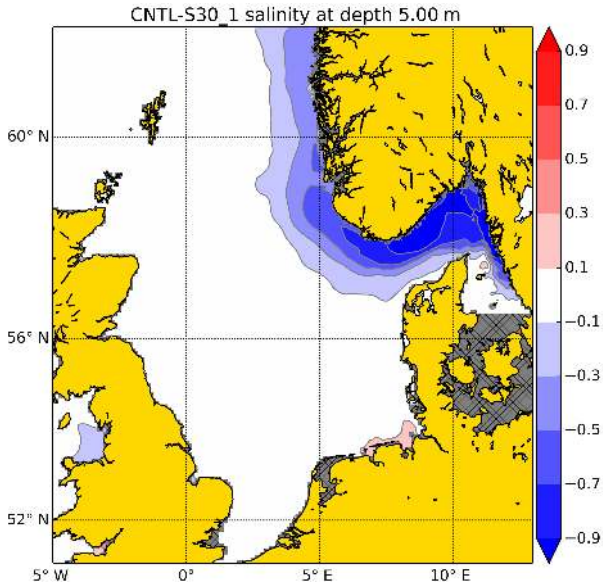 CNTL-S30_1 salinity at depth 5.00 m
60° N
56° N
52° N
5° W
0°
5° E
10° E
0.9
0.7
0.5
0.3
0.1
−0.1
−0.3
−0.5
−0.7
−0.9